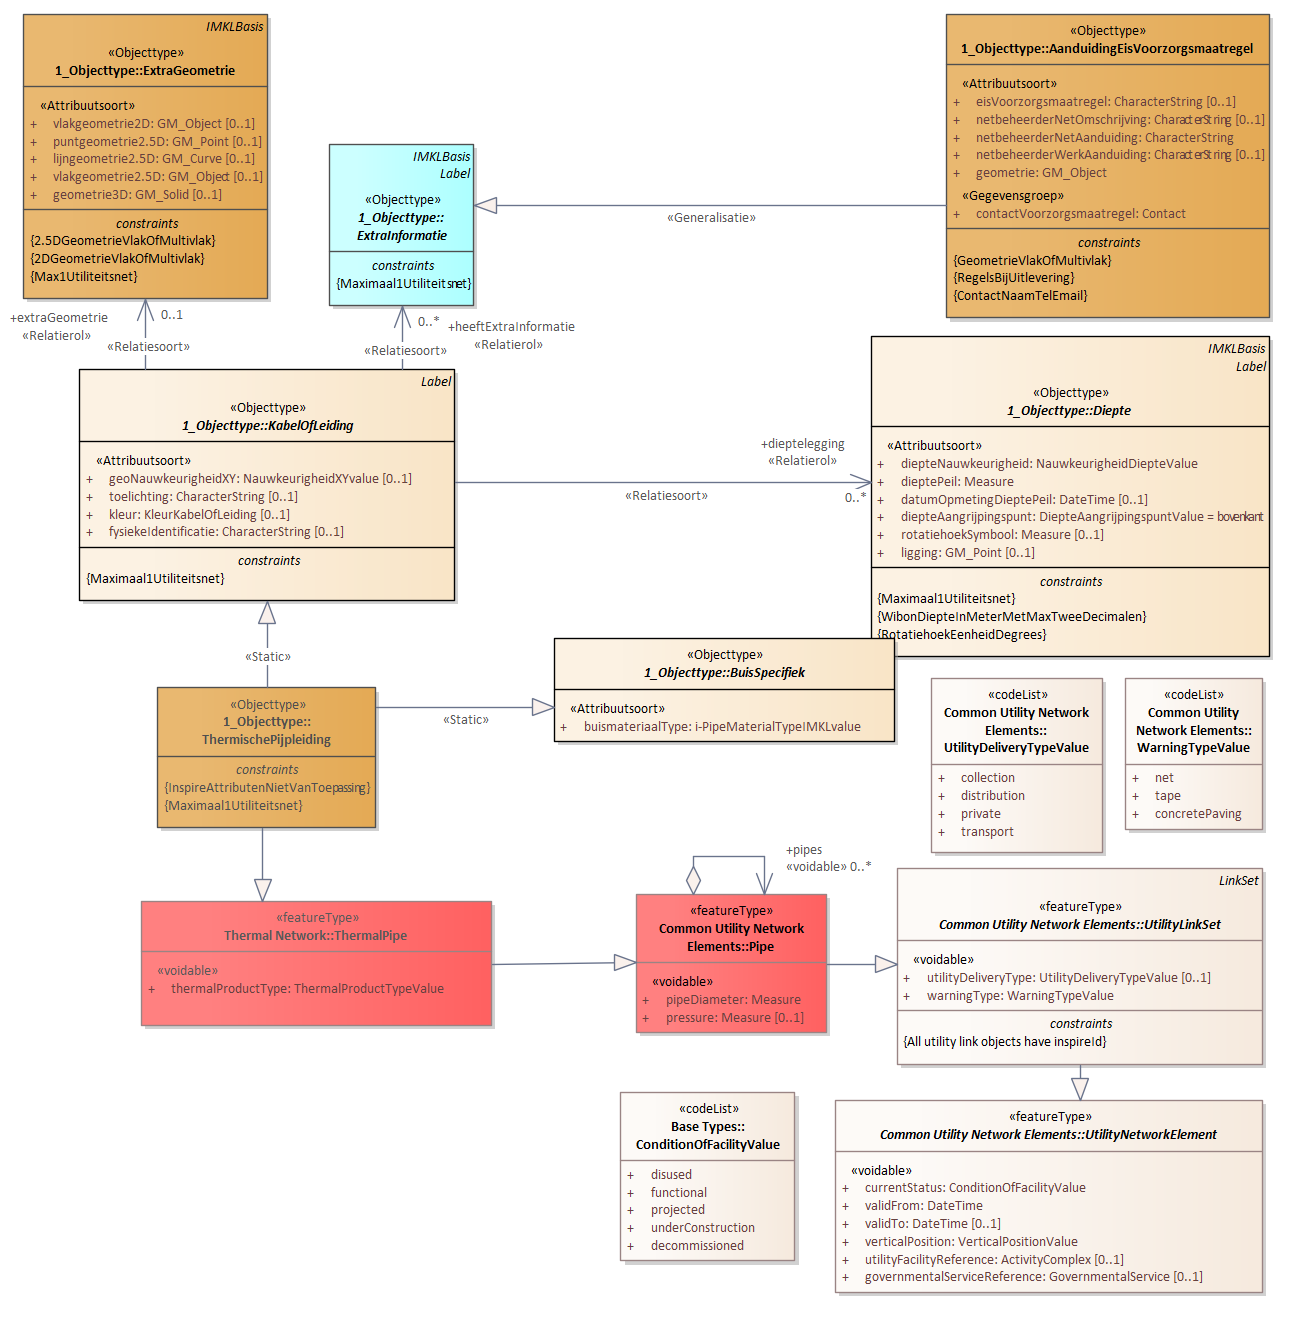 IMKLBasis
«Objecttype»
1_Objecttype::ExtraGeometrie
«Attribuutsoort»
+ vlakgeometrie2D: GM_Object [0..1]
+ puntgeometrie2.5D: GM_Point [0..1]
+ lijngeometrie2.5D: GM_Curve [0..1]
+ vlakgeometrie2.5D: GM_Object [0..1]
+ geometrie3D: GM_Solid [0..1]
constraints
{2.5DGeometrieVlakOfMultivlak}
{2DGeometrieVlakOfMultivlak}
{Max1Utiliteitsnet}
IMKLBasis
Label
«Objecttype»
1_Objecttype::
ExtraInformatie
constraints
{Maximaal1Utiliteitsnet}
«Generalisatie»
«Objecttype»
1_Objecttype::AanduidingEisVoorzorgsmaatregel
«Attribuutsoort»
+ eisVoorzorgsmaatregel: CharacterString [0..1]
+ netbeheerderNetOmschrijving: CharacterString [0..1]
+ netbeheerderNetAanduiding: CharacterString
+ netbeheerderWerkAanduiding: CharacterString [0..1]
+ geometrie: GM_Object
«Gegevensgroep»
+ contactVoorzorgsmaatregel: Contact
constraints
{GeometrieVlakOfMultivlak}
{RegelsBijUitlevering}
{ContactNaamTelEmail}
+extraGeometrie
«Relatierol»
0..1
«Relatiesoort»
0..*
+heeftExtraInformatie
«Relatierol»
«Relatiesoort»
Label
«Objecttype»
1_Objecttype::KabelOfLeiding
«Attribuutsoort»
+ geoNauwkeurigheidXY: NauwkeurigheidXYvalue [0..1]
+ toelichting: CharacterString [0..1]
+ kleur: KleurKabelOfLeiding [0..1]
+ fysiekeIdentificatie: CharacterString [0..1]
constraints
{Maximaal1Utiliteitsnet}
+dieptelegging
«Relatierol»
0..*
«Relatiesoort»
IMKLBasis
Label
«Objecttype»
1_Objecttype::Diepte
«Attribuutsoort»
+ diepteNauwkeurigheid: NauwkeurigheidDiepteValue
+ dieptePeil: Measure
+ datumOpmetingDieptePeil: DateTime [0..1]
+ diepteAangrijpingspunt: DiepteAangrijpingspuntValue = bovenkant
+ rotatiehoekSymbool: Measure [0..1]
+ ligging: GM_Point [0..1]
constraints
{Maximaal1Utiliteitsnet}
{WibonDiepteInMeterMetMaxTweeDecimalen}
{RotatiehoekEenheidDegrees}
«Static»
«Objecttype»
1_Objecttype::BuisSpecifiek
«Attribuutsoort»
+ buismateriaalType: i-PipeMaterialTypeIMKLvalue
«Static»
«Objecttype»
1_Objecttype::
ThermischePijpleiding
constraints
{InspireAttributenNietVanToepassing}
{Maximaal1Utiliteitsnet}
«codeList»
Common Utility Network
Elements::
UtilityDeliveryTypeValue
+ collection
+ distribution
+ private
+ transport
«codeList»
Common Utility
Network Elements::
WarningTypeValue
+ net
+ tape
+ concretePaving
+pipes
«voidable» 0..*
«featureType»
Thermal Network::ThermalPipe
«voidable»
+ thermalProductType: ThermalProductTypeValue
«featureType»
Common Utility Network
Elements::Pipe
«voidable»
+ pipeDiameter: Measure
+ pressure: Measure [0..1]
LinkSet
«featureType»
Common Utility Network Elements::UtilityLinkSet
«voidable»
+ utilityDeliveryType: UtilityDeliveryTypeValue [0..1]
+ warningType: WarningTypeValue
constraints
{All utility link objects have inspireId}
«codeList»
Base Types::
ConditionOfFacilityValue
+ disused
+ functional
+ projected
+ underConstruction
+ decommissioned
«featureType»
Common Utility Network Elements::UtilityNetworkElement
«voidable»
+ currentStatus: ConditionOfFacilityValue
+ validFrom: DateTime
+ validTo: DateTime [0..1]
+ verticalPosition: VerticalPositionValue
+ utilityFacilityReference: ActivityComplex [0..1]
+ governmentalServiceReference: GovernmentalService [0..1]